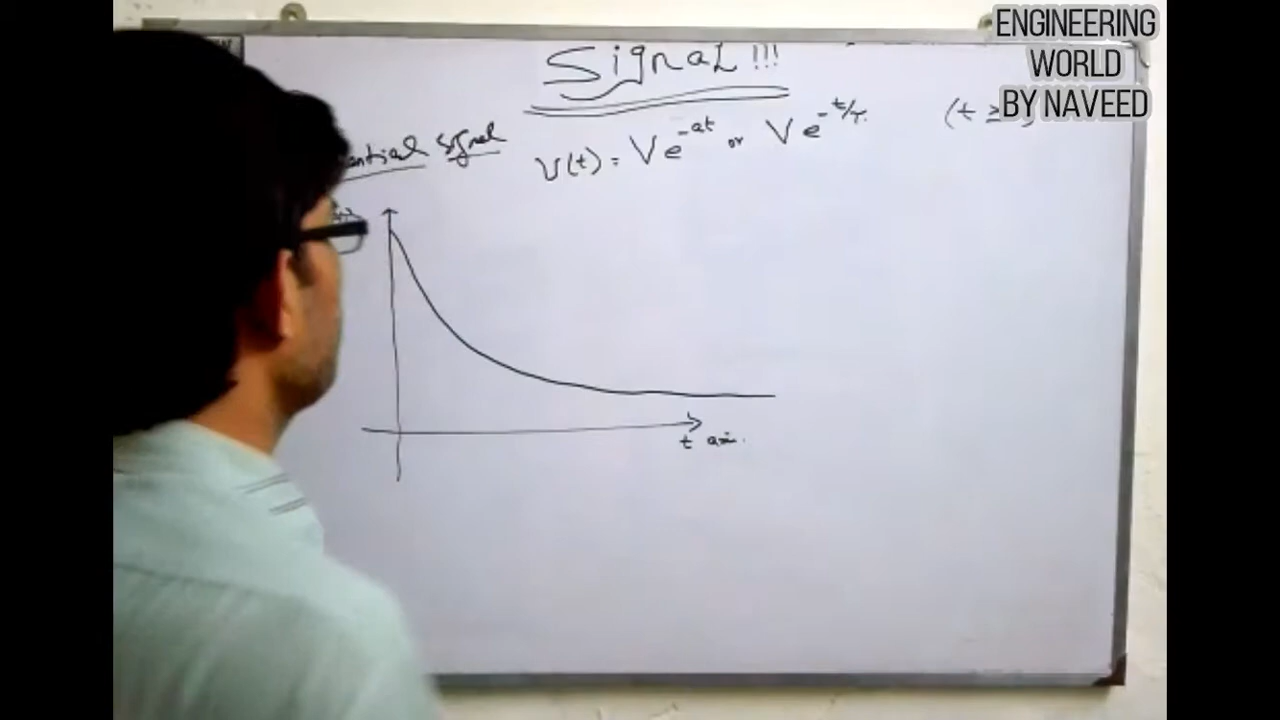 ENGINEERING
WORLD
BY NAVEED
Signal !!!
ential signal
V(t) = Ve^-at or Ve^-t/τ. (t ≥
t axis.